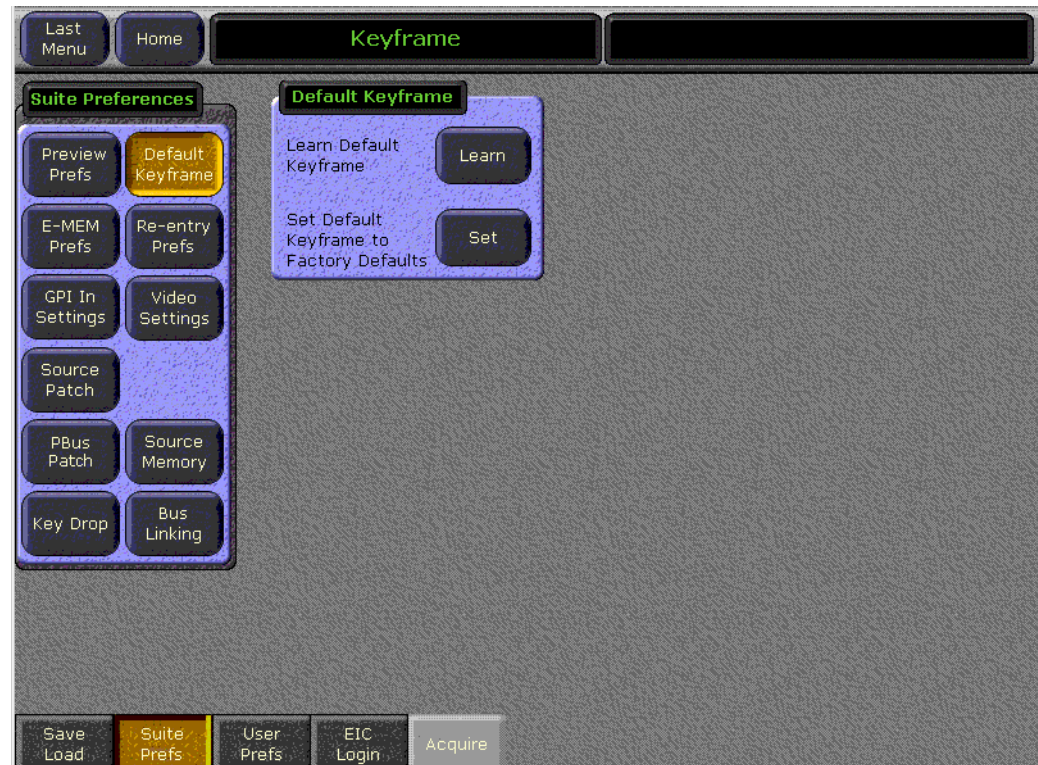 Last
Menu
Home
Keyframe
Suite Preferences
Default Keyframe
Preview
Prefs
Default
Keyframe
Learn Default
Keyframe
Learn
E-MEM
Prefs
Re-entry
Prefs
Set Default
Keyframe to
Factory Defaults
Set
GPI In
Settings
Video
Settings
Source
Patch
PBus
Patch
Source
Memory
Key Drop
Bus
Linking
Save
Load
Suite
Prefs
User
Prefs
EIC
Login
Acquire